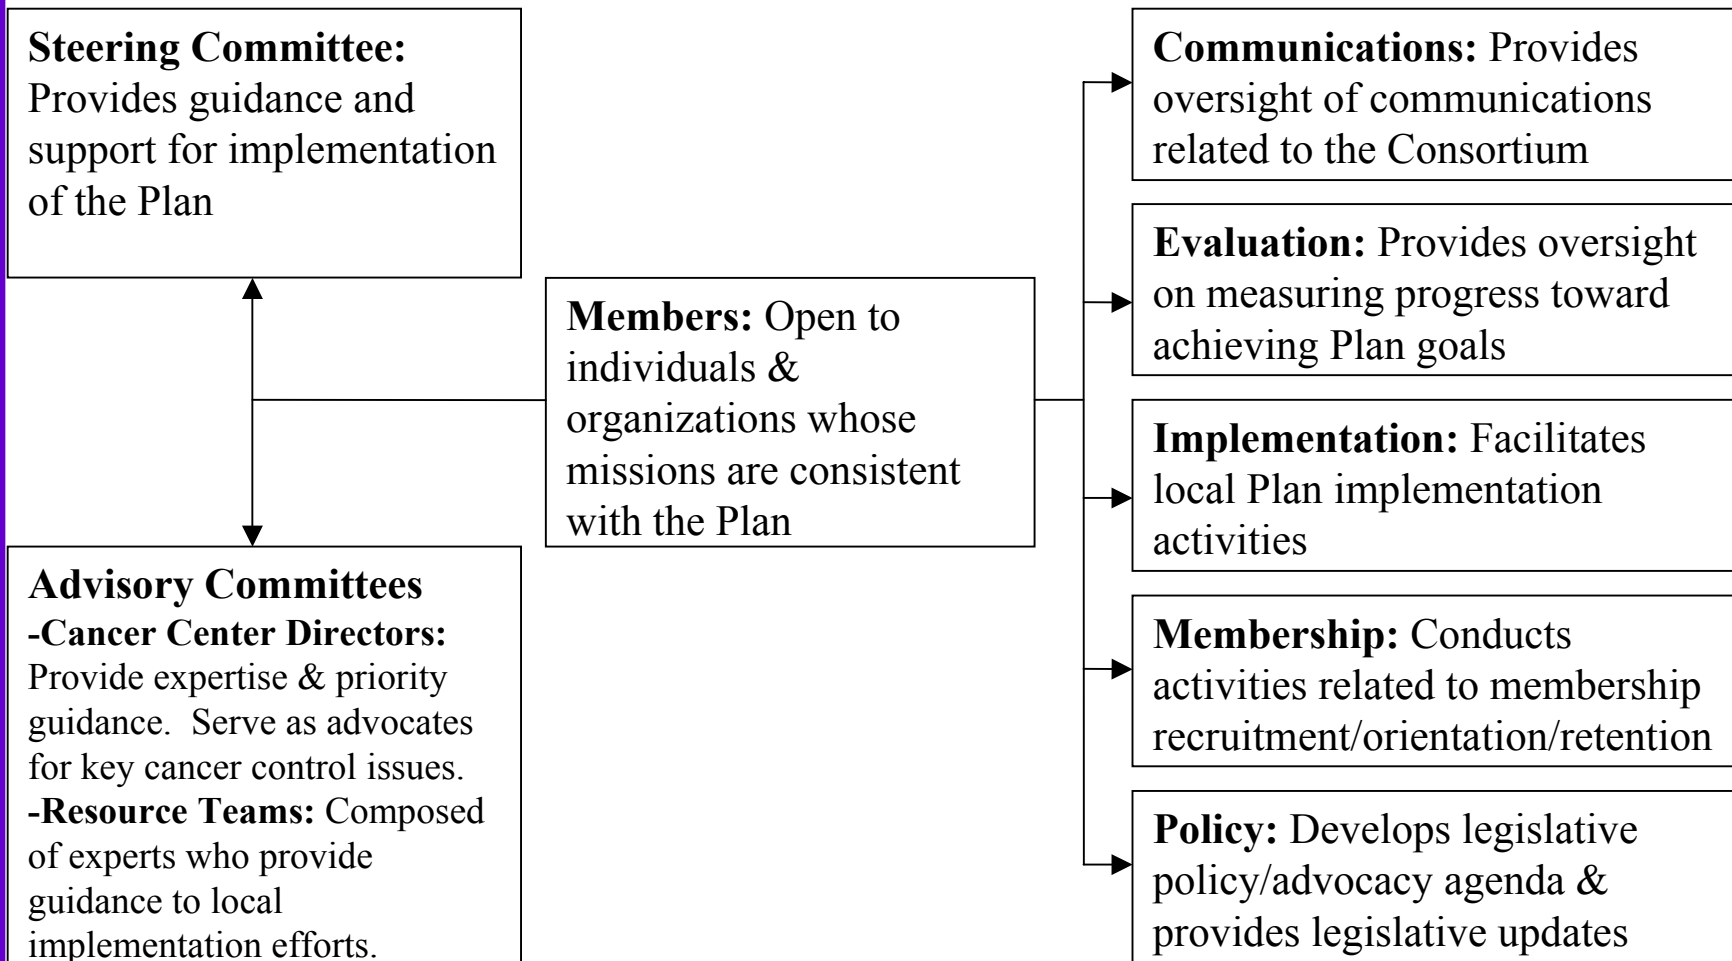 Steering Committee:
Provides guidance and
support for implementation
of the Plan
Advisory Committees
-Cancer Center Directors:
Provide expertise & priority
guidance.  Serve as advocates
for key cancer control issues.
-Resource Teams: Composed
of experts who provide
guidance to local
implementation efforts.
Members: Open to
individuals &
organizations whose
missions are consistent
with the Plan
Communications: Provides
oversight of communications
related to the Consortium
Evaluation: Provides oversight
on measuring progress toward
achieving Plan goals
Implementation: Facilitates
local Plan implementation
activities
Membership: Conducts
activities related to membership
recruitment/orientation/retention
Policy: Develops legislative
policy/advocacy agenda &
provides legislative updates